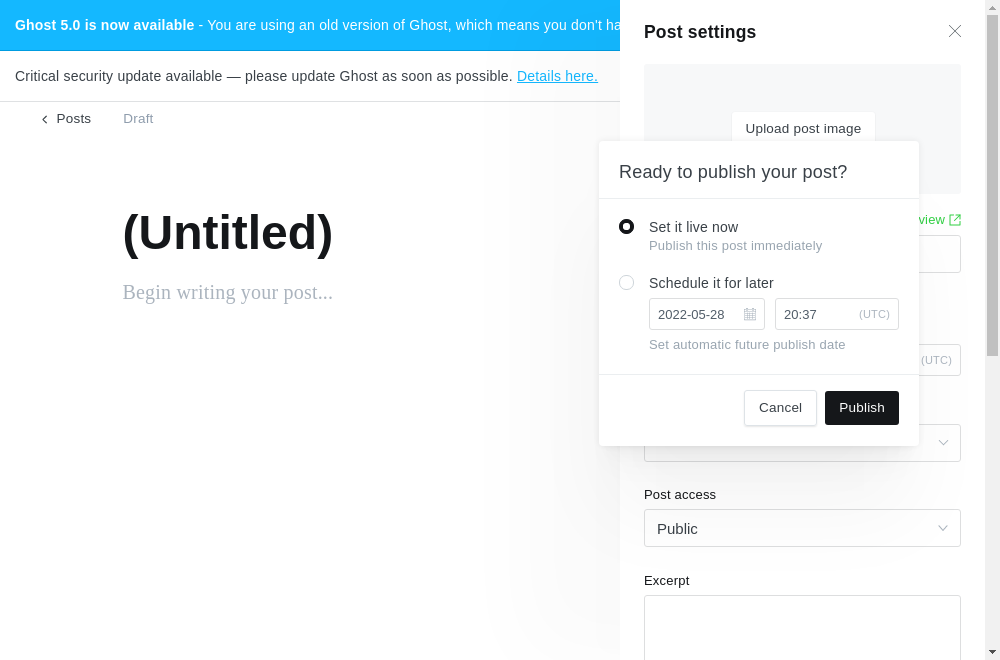 Ghost 5.0 is now available - You are using an old version of Ghost, which means you don't ha
Critical security update available — please update Ghost as soon as possible. Details here.
Posts
Draft
(Untitled)
Begin writing your post...
Post settings
Upload post image
view
(UTC)
Ready to publish your post?
Set it live now
Publish this post immediately
Schedule it for later
2022-05-28
20:37 (UTC)
Set automatic future publish date
Cancel
Publish
Post access
Public
Excerpt